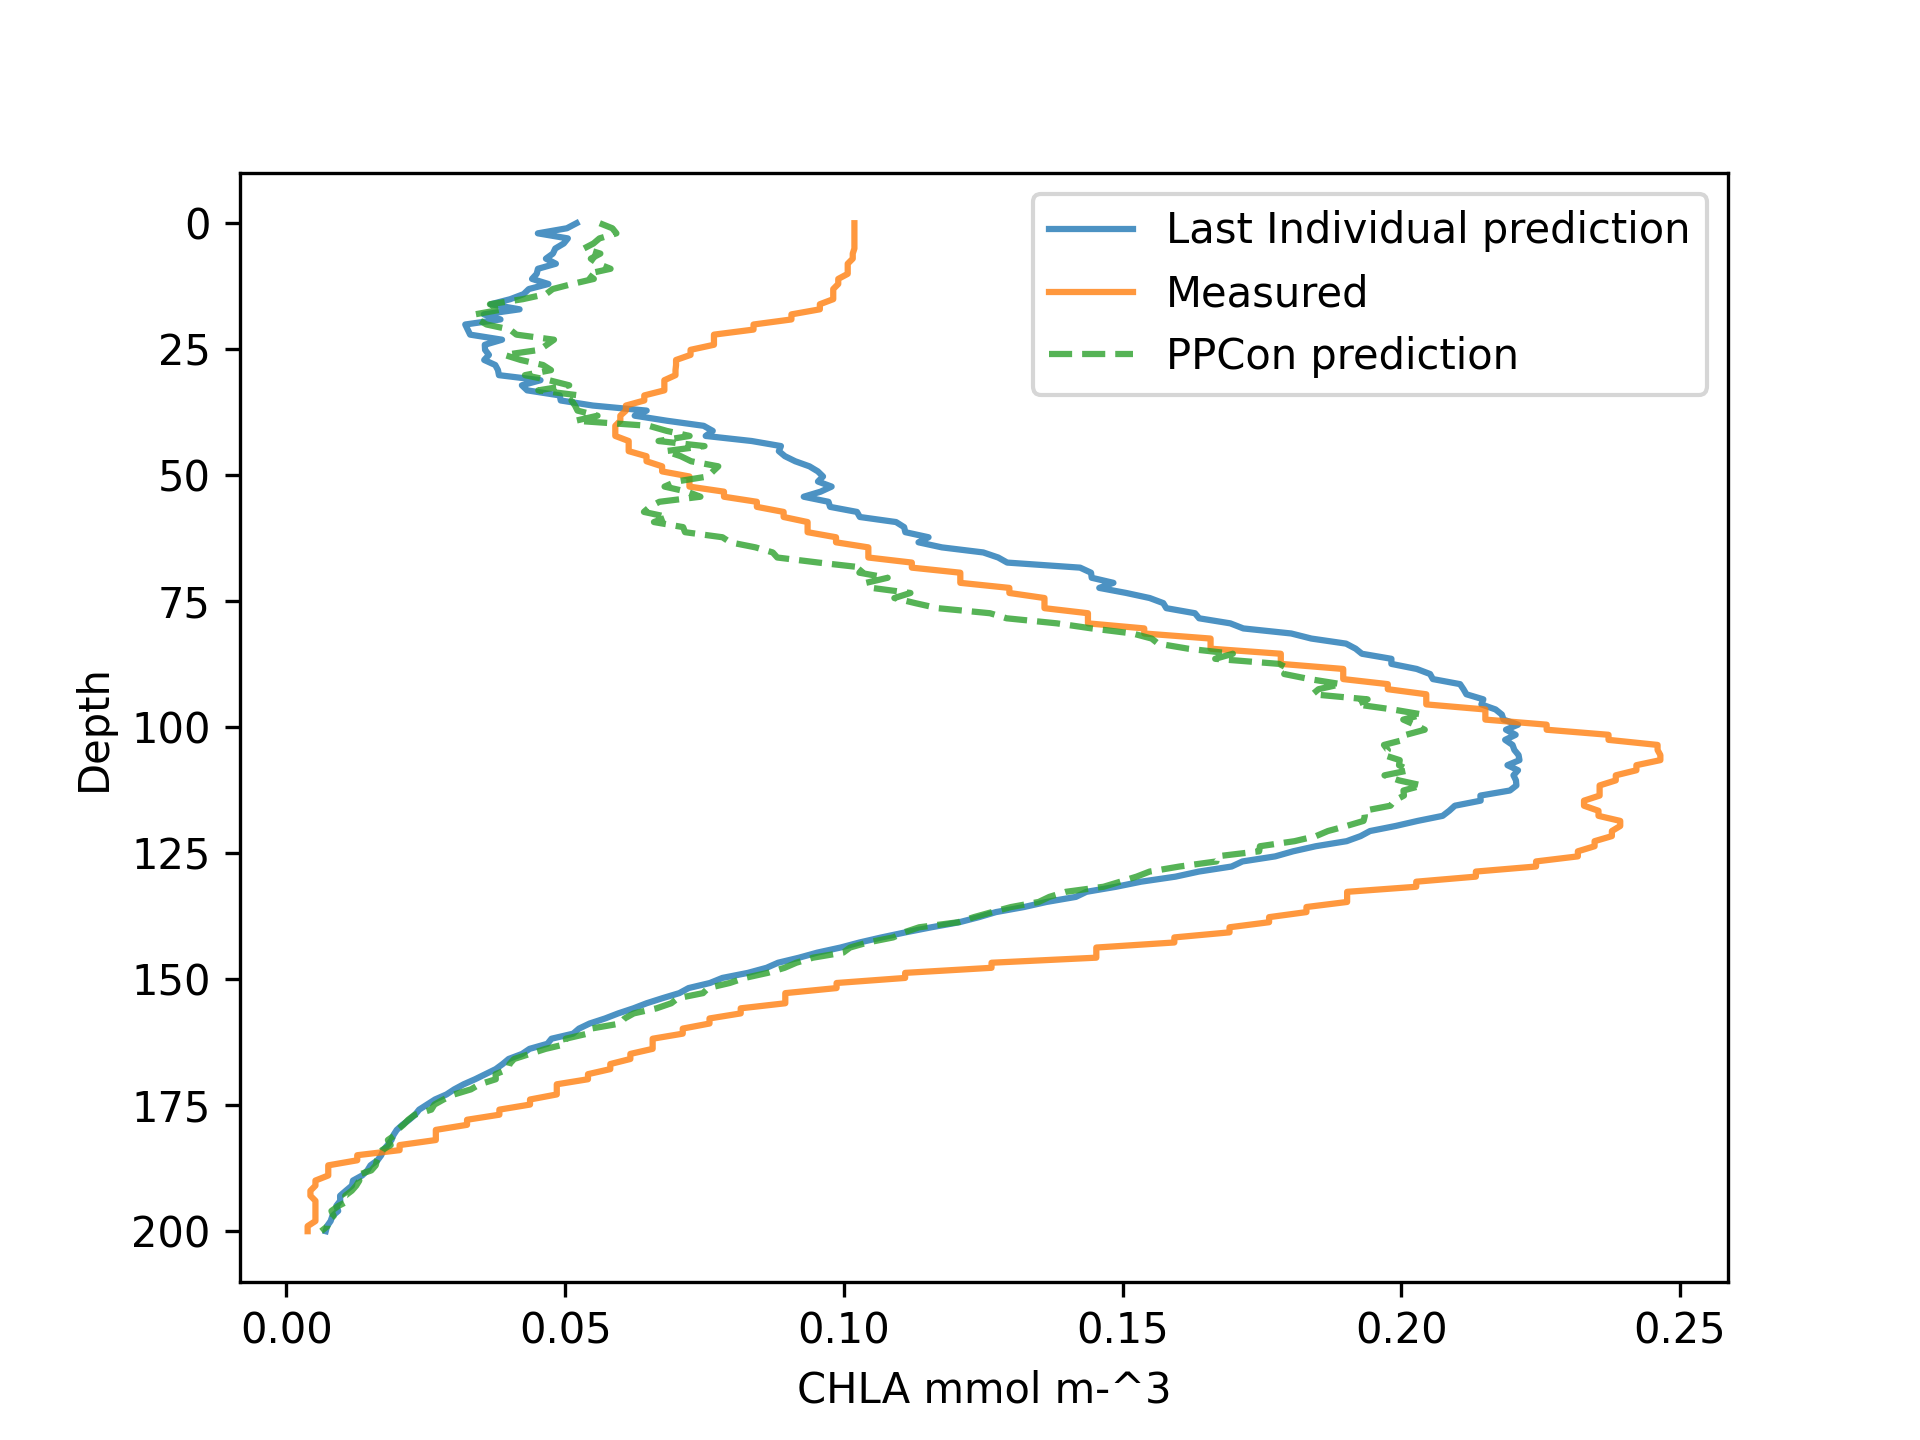 Last Individual prediction
Measured
PPCon prediction
0
25
50
75
100
125
150
175
200
Depth
0.00 0.05 0.10 0.15 0.20 0.25
CHLA mmol m-^3